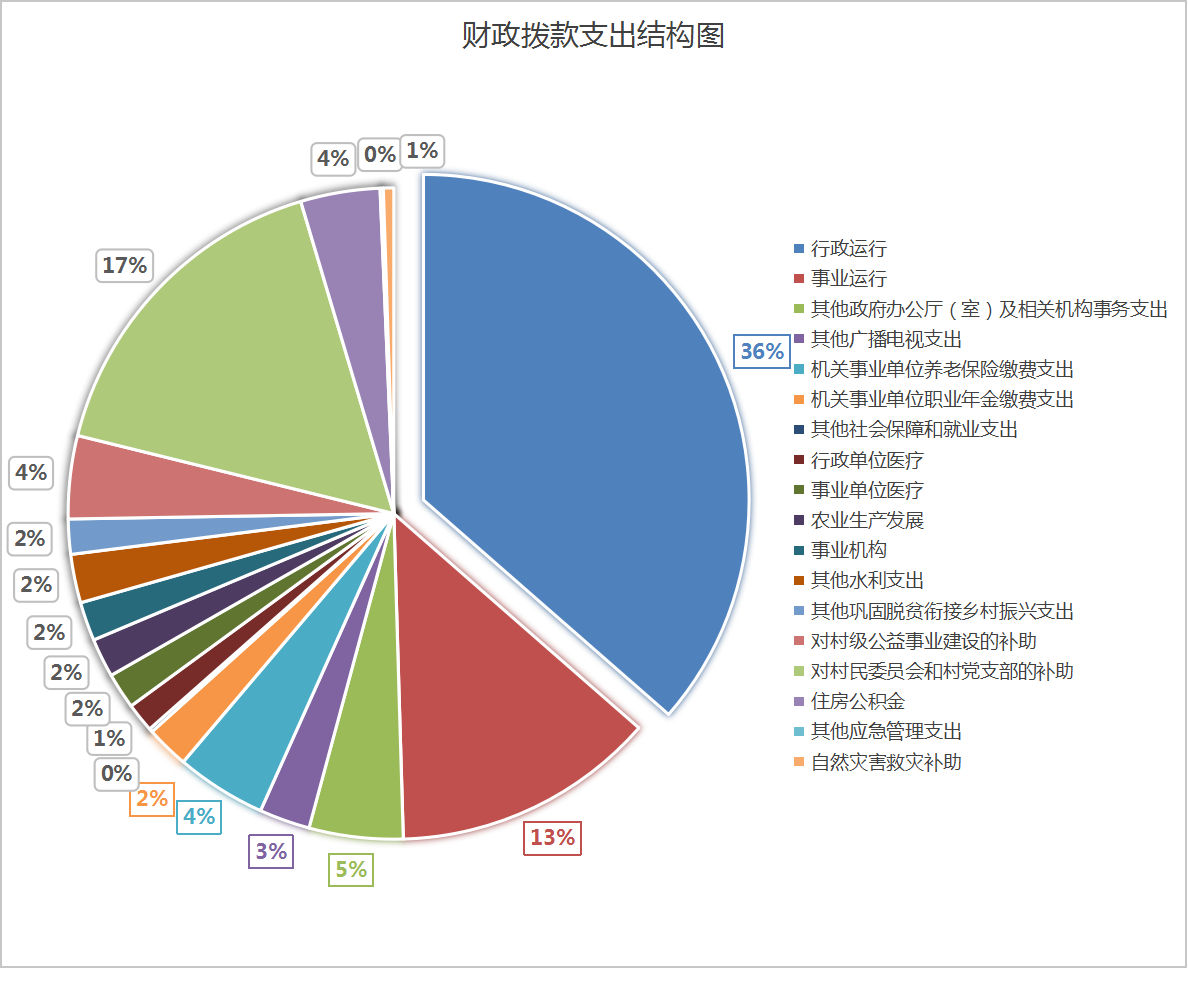 财政拨款支出结构图
4%
0%
1%
17%
36%
4%
2%
2%
2%
2%
2%
1%
0%
2%
4%
3%
5%
13%
行政运行
事业运行
其他政府办公厅（室）及相关机构事务支出
其他广播电视支出
机关事业单位养老保险缴费支出
机关事业单位职业年金缴费支出
其他社会保障和就业支出
行政单位医疗
事业单位医疗
农业生产发展
事业机构
其他水利支出
其他巩固脱贫衔接乡村振兴支出
对村级公益事业建设的补助
对村民委员会和村党支部的补助
住房公积金
其他应急管理支出
自然灾害救灾补助